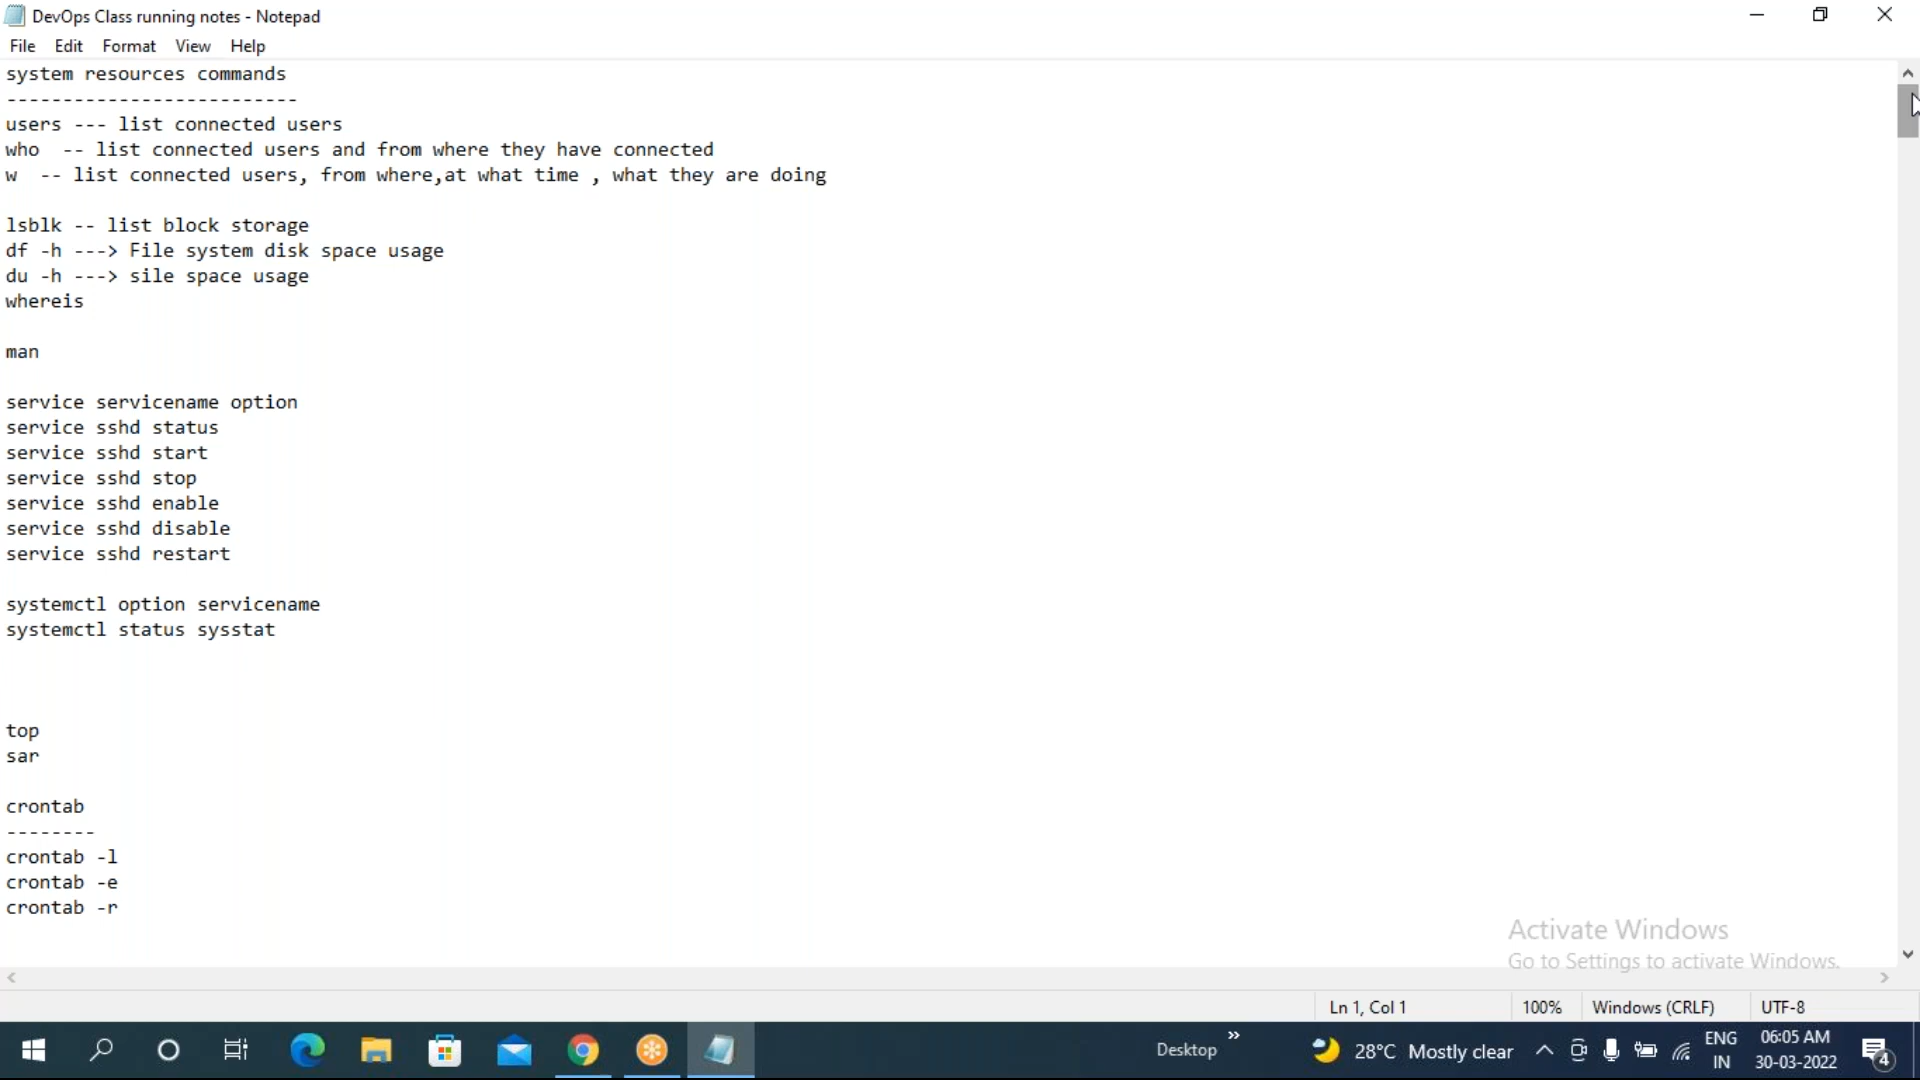 DevOps Class running notes - Notepad
File Edit Format View Help
system resources commands
--------------------------
users --- list connected users
who  -- list connected users and from where they have connected
w  -- list connected users, from where,at what time , what they are doing
lsblk -- list block storage
df -h ---> File system disk space usage
du -h ---> sile space usage
whereis
man
service servicename option
service sshd status
service sshd start
service sshd stop
service sshd enable
service sshd disable
service sshd restart
systemctl option servicename
systemctl status sysstat
top
sar
crontab
--------
crontab -l
crontab -e
crontab -r
Activate Windows
Go to Settings to activate Windows.
Ln 1, Col 1 100% Windows (CRLF) UTF-8
Desktop » 28°C Mostly clear ENG 06:05 AM
IN 30-03-2022 4